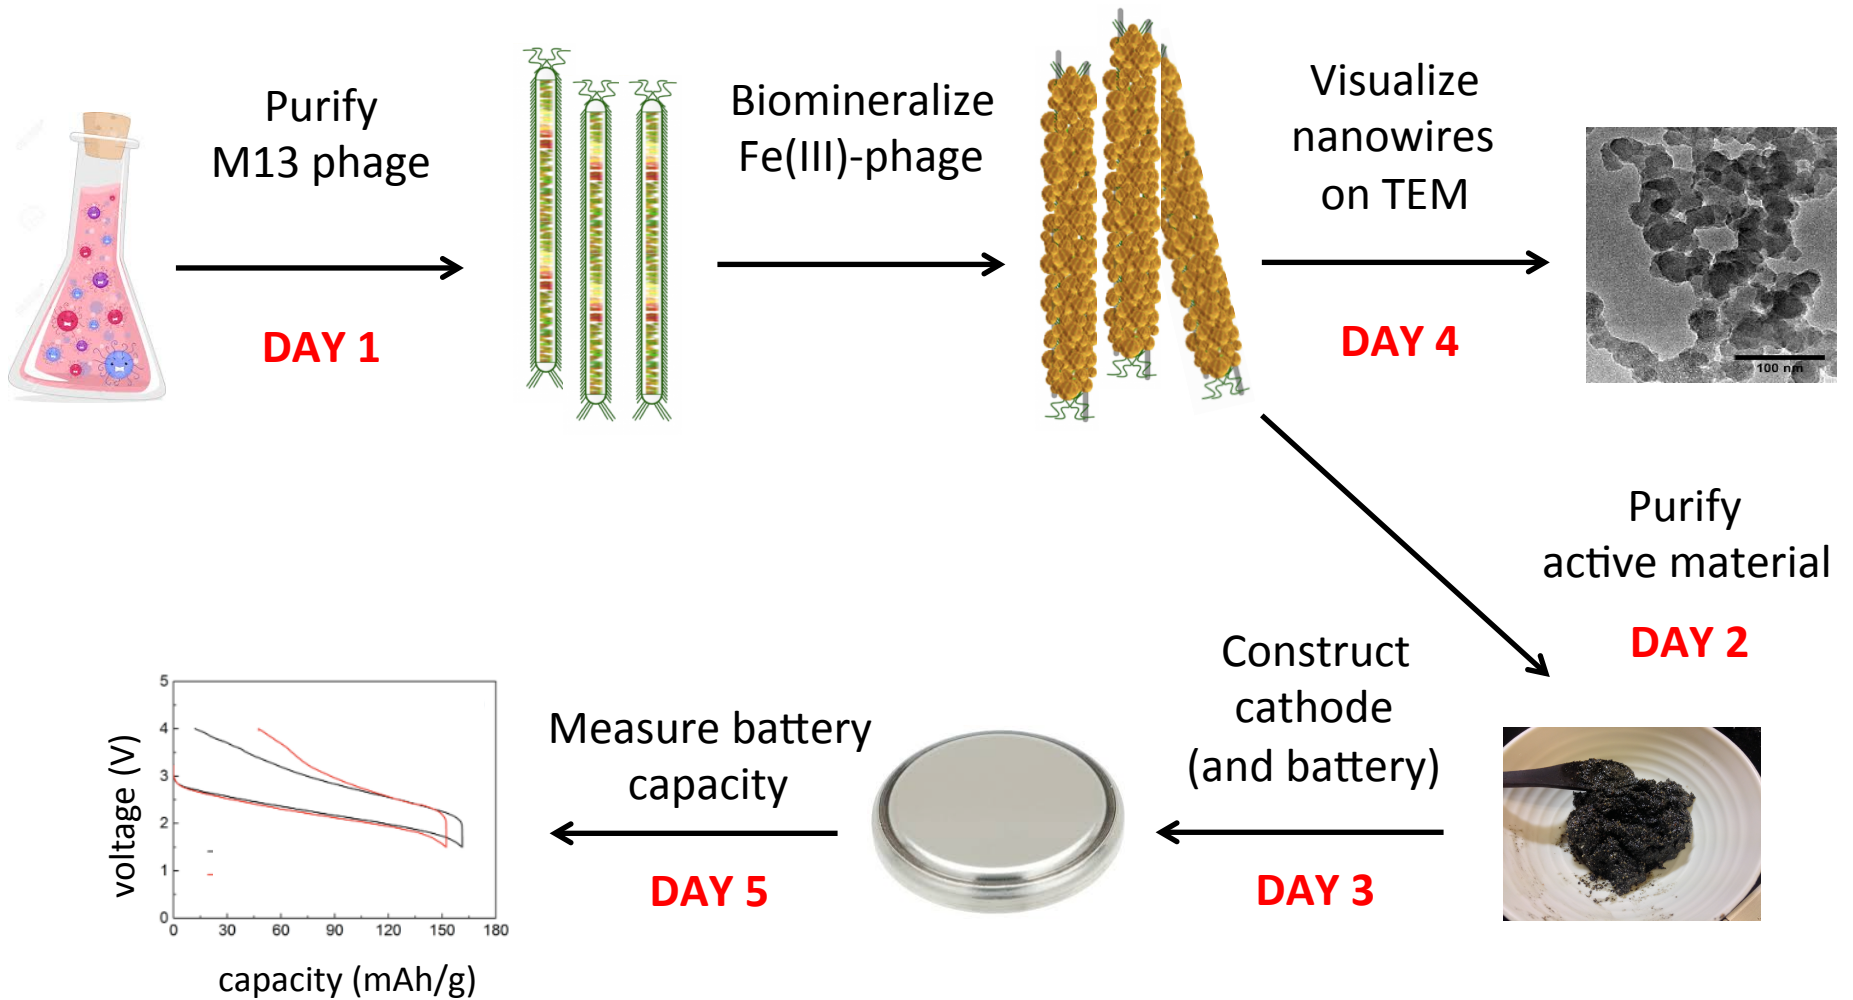 Purify
M13 phage
DAY 1
Biomineralize
Fe(III)-phage
Visualize
nanowires
on TEM
DAY 4
100 nm
Purify
active material
DAY 2
Construct
cathode
(and battery)
DAY 3
Measure battery
capacity
DAY 5
voltage (V)
5
4
3
2
1
0
0 30 60 90 120 150 180
capacity (mAh/g)